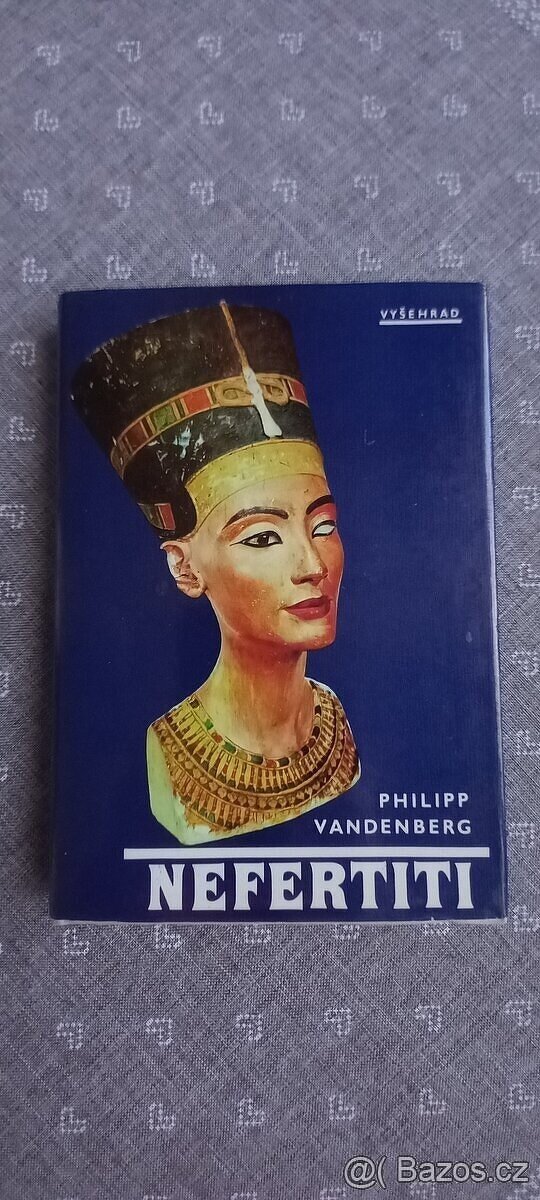 VYŠEHRAD
PHILIPP
VANDENBERG
NEFERTITI
@( Bazos.cz